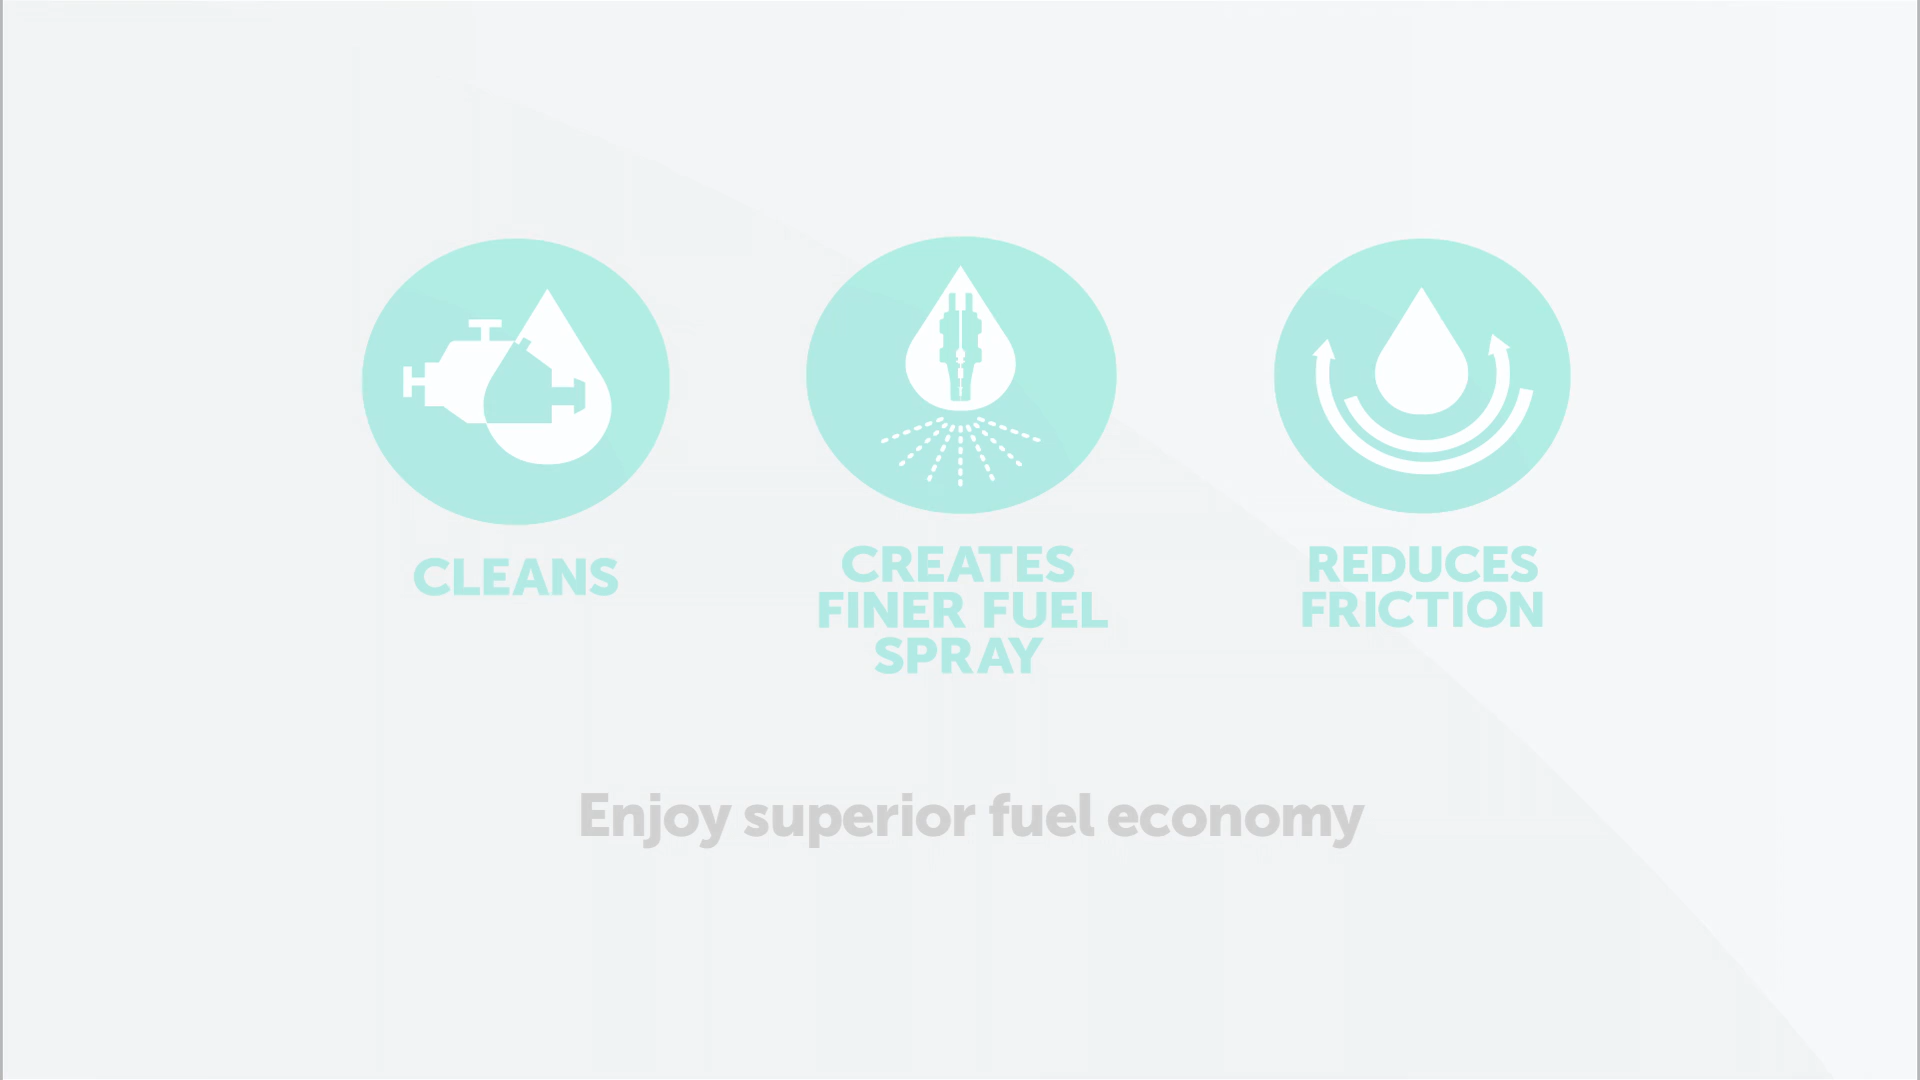 CLEANS
CREATES
FINER FUEL
SPRAY
REDUCES
FRICTION
Enjoy superior fuel economy